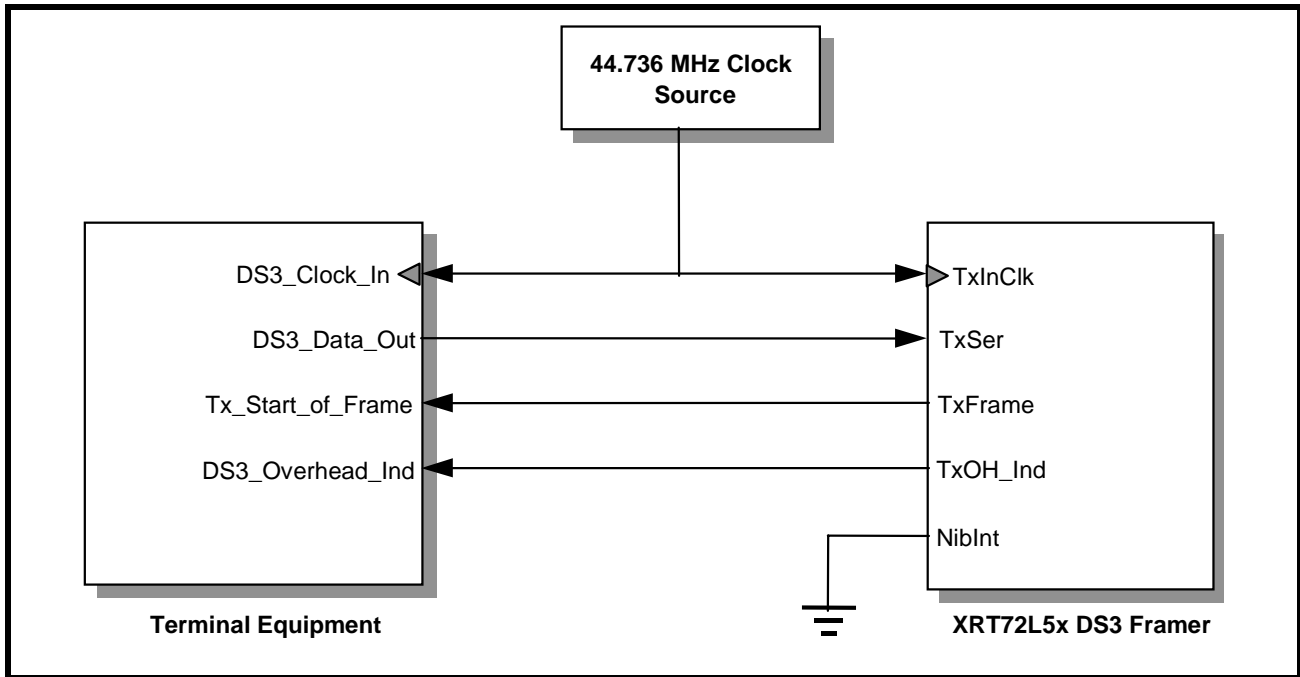 44.736 MHz Clock
Source
DS3_Clock_In
TxInClk
DS3_Data_Out
TxSer
Tx_Start_of_Frame
TxFrame
DS3_Overhead_Ind
TxOH_Ind
NibInt
Terminal Equipment
XRT72L5x DS3 Framer